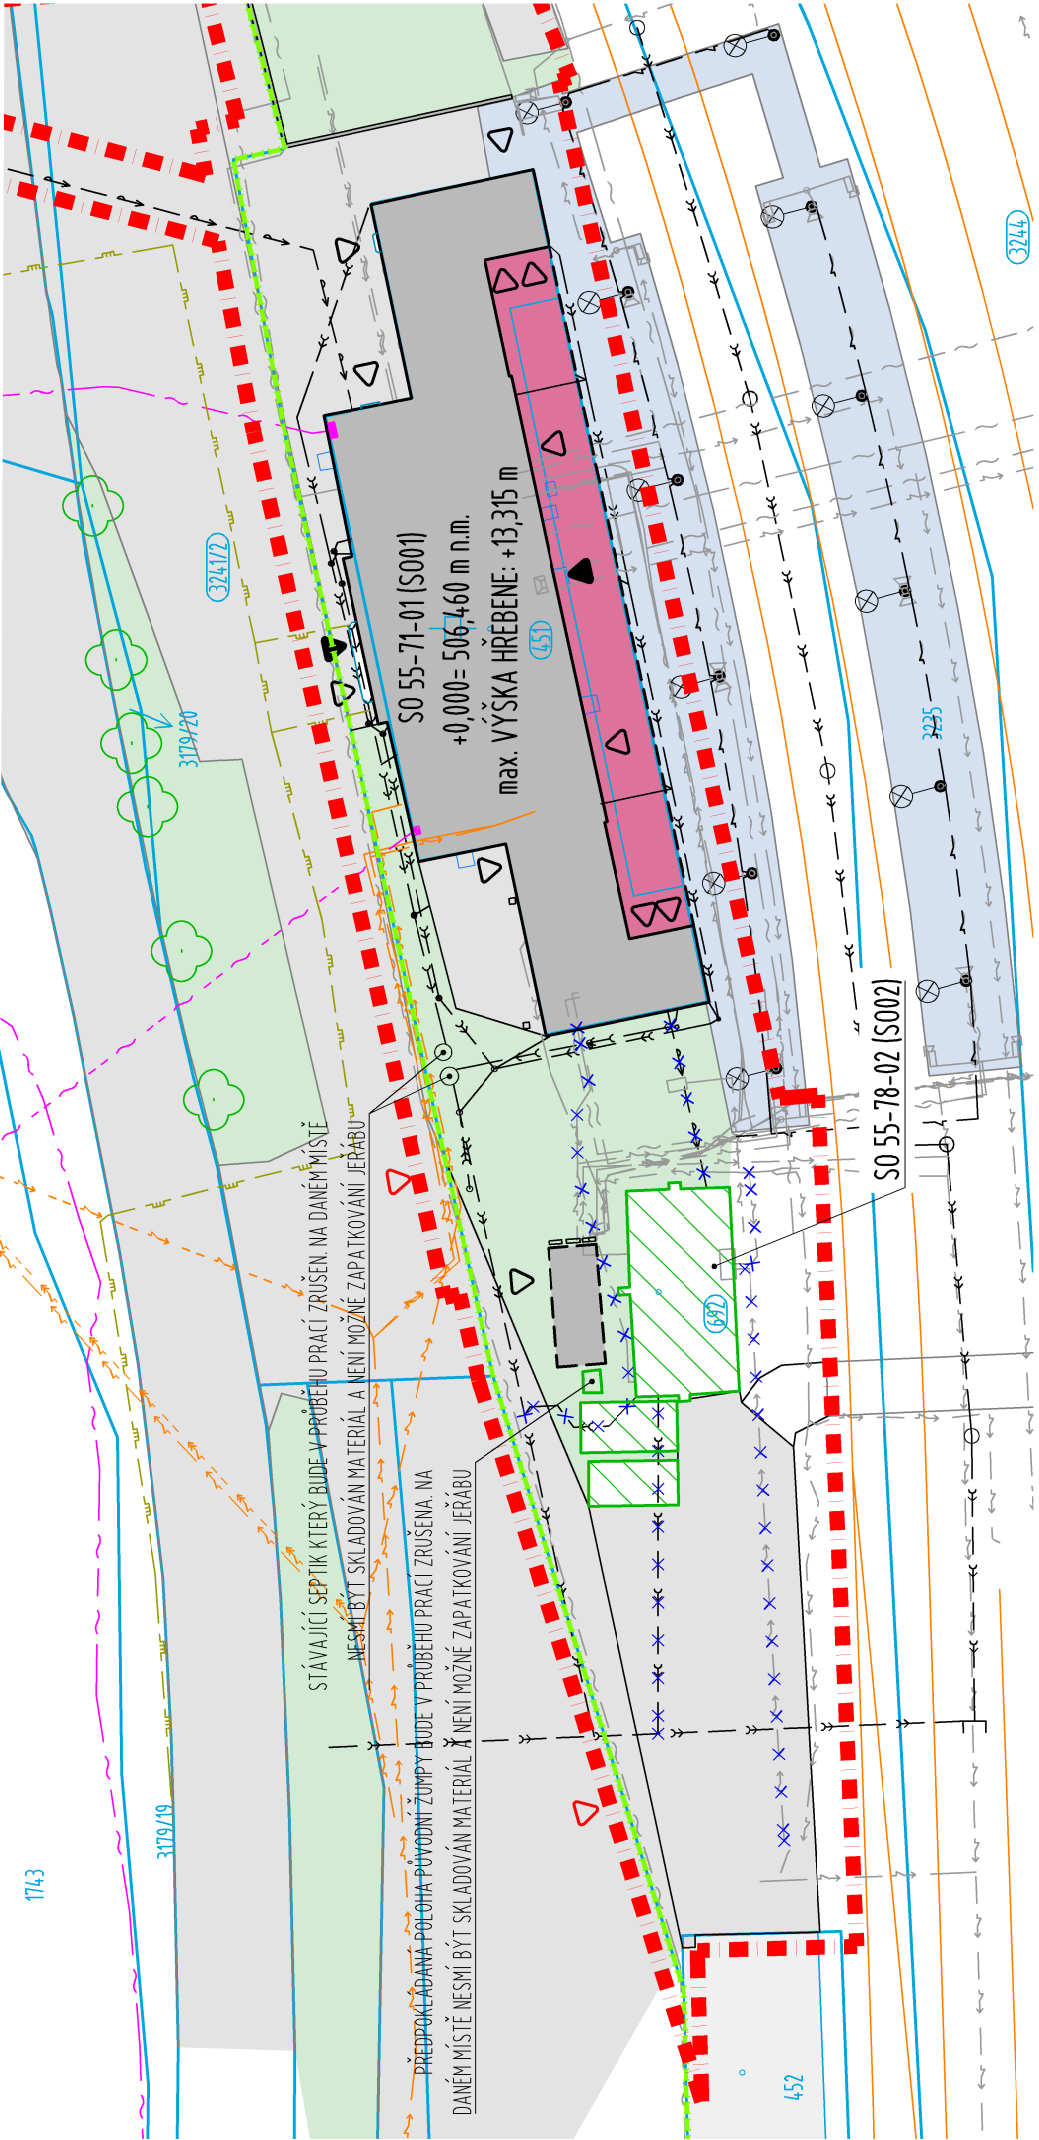 3244
3241/2
SO 55-71-01 (S001)
+0,000= 506,460 m n.m.
max. VÝŠKA HŘEBENE: +13,315 m
451
3179/20
3235
SO 55-78-02 (S002)
692
STÁVAJÍCÍ SEPTIK KTERÝ BUDE V PRŮBĚHU PRACÍ ZRUŠEN. NA DANÉM MÍSTĚ
NESMÍ BÝT SKLADOVÁN MATERIÁL A NENÍ MOŽNÉ ZAPATKOVÁNÍ JEŘÁBU
PŘEDPOKLÁDANÁ POLOHA PŮVODNÍ ŽUMPY BUDE V PRŮBĚHU PRACÍ ZRUŠENA. NA
DANÉM MÍSTĚ NESMÍ BÝT SKLADOVÁN MATERIÁL A NENÍ MOŽNÉ ZAPATKOVÁNÍ JEŘÁBU
3179/19
1743
452